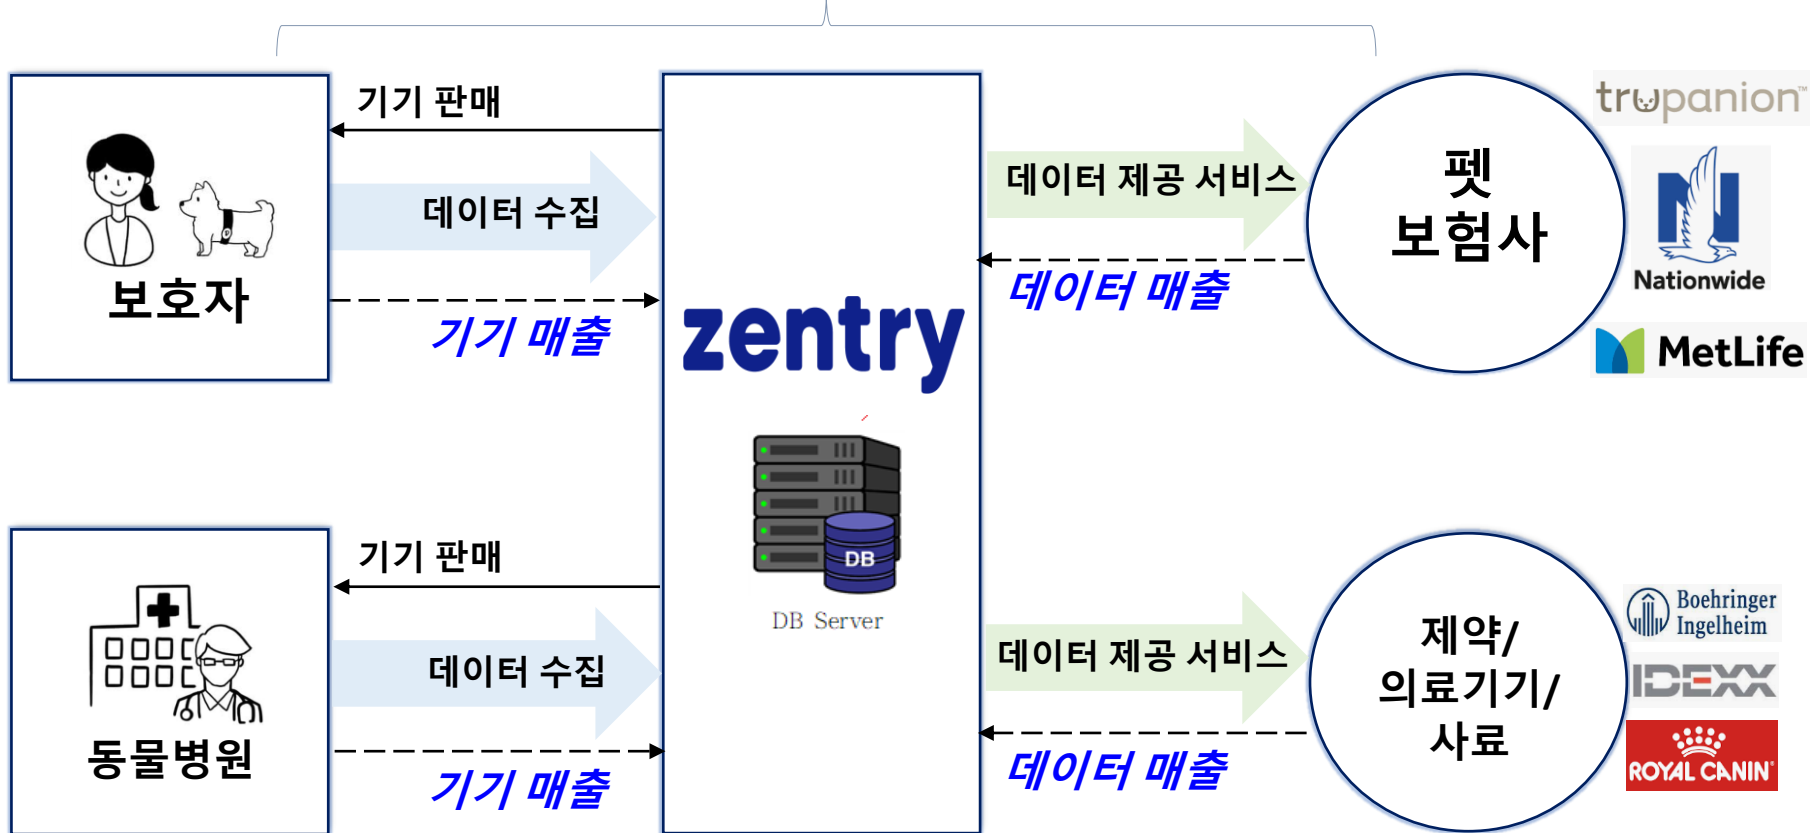 기기 판매
데이터 수집
보호자
기기 매출
zentry
데이터 제공 서비스
데이터 매출
펫
보험사
trupanion™
N
Nationwide
MetLife
기기 판매
데이터 수집
동물병원
기기 매출
DB
DB Server
데이터 제공 서비스
데이터 매출
제약/
의료기기/
사료
Boehringer
Ingelheim
IDEXX
ROYAL CANIN